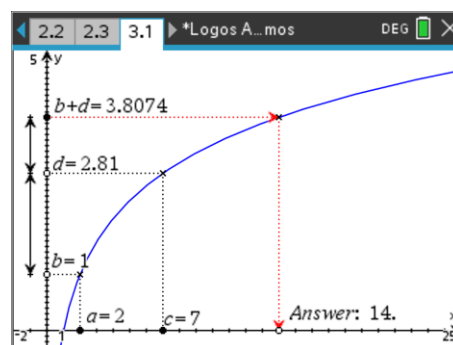 2.2 2.3 3.1 *Logos A…mos DEG
5 y
b+d=3.8074
d=2.81
b=1
a=2 c=7 Answer: 14. x
-2 1 25